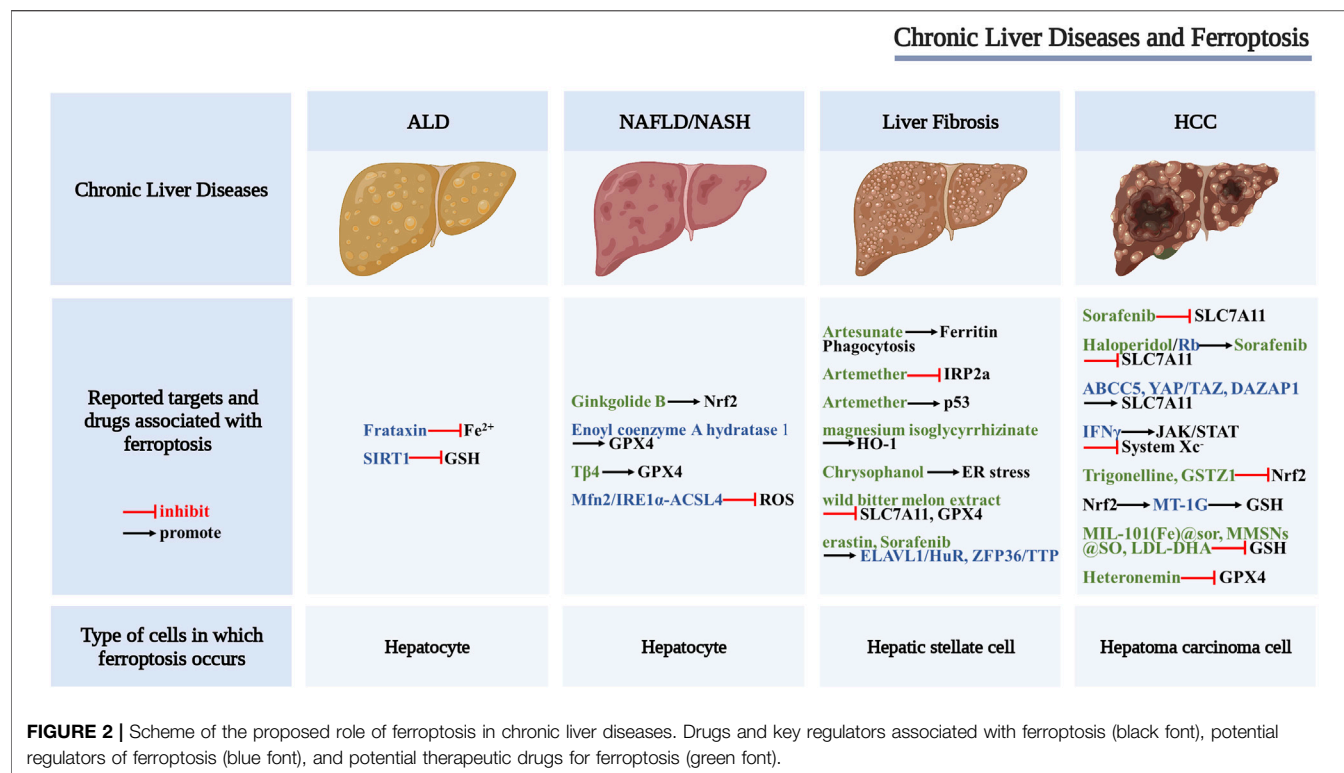 Chronic Liver Diseases and Ferroptosis
Chronic Liver Diseases
ALD
NAFLD/NASH
Liver Fibrosis
HCC
Reported targets and
drugs associated with
ferroptosis
inhibit
promote
Frataxin Fe²⁺
SIRT1 GSH
Ginkgolide B Nrf2
Enoyl coenzyme A hydratase 1
GPX4
Tβ4 GPX4
Mfn2/IRE1α-ACSL4 ROS
Artesunate Ferritin
Phagocytosis
Artemether IRP2a
Artemether p53
magnesium isoglycyrrhizinate
HO-1
Chrysophanol ER stress
wild bitter melon extract
SLC7A11, GPX4
erastin, Sorafenib
ELAVL1/HuR, ZFP36/TTP
Sorafenib SLC7A11
Haloperidol/Rb Sorafenib
SLC7A11
ABCC5, YAP/TAZ, DAZAP1
SLC7A11
IFNγ JAK/STAT
System Xc⁻
Trigonelline, GSTZ1 Nrf2
Nrf2 MT-1G GSH
MIL-101(Fe)@sor, MMSNs
@SO, LDL-DHA GSH
Heteronemin GPX4
Type of cells in which
ferroptosis occurs
Hepatocyte
Hepatocyte
Hepatic stellate cell
Hepatoma carcinoma cell
FIGURE 2 | Scheme of the proposed role of ferroptosis in chronic liver diseases. Drugs and key regulators associated with ferroptosis (black font), potential
regulators of ferroptosis (blue font), and potential therapeutic drugs for ferroptosis (green font).